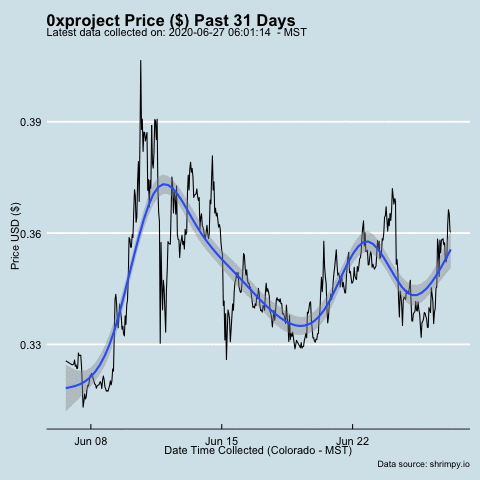 0xproject Price ($) Past 31 Days
Latest data collected on: 2020-06-27 06:01:14 - MST
0.39
0.36
0.33
Price USD ($)
Jun 08 Jun 15 Jun 22
Date Time Collected (Colorado - MST)
Data source: shrimpy.io